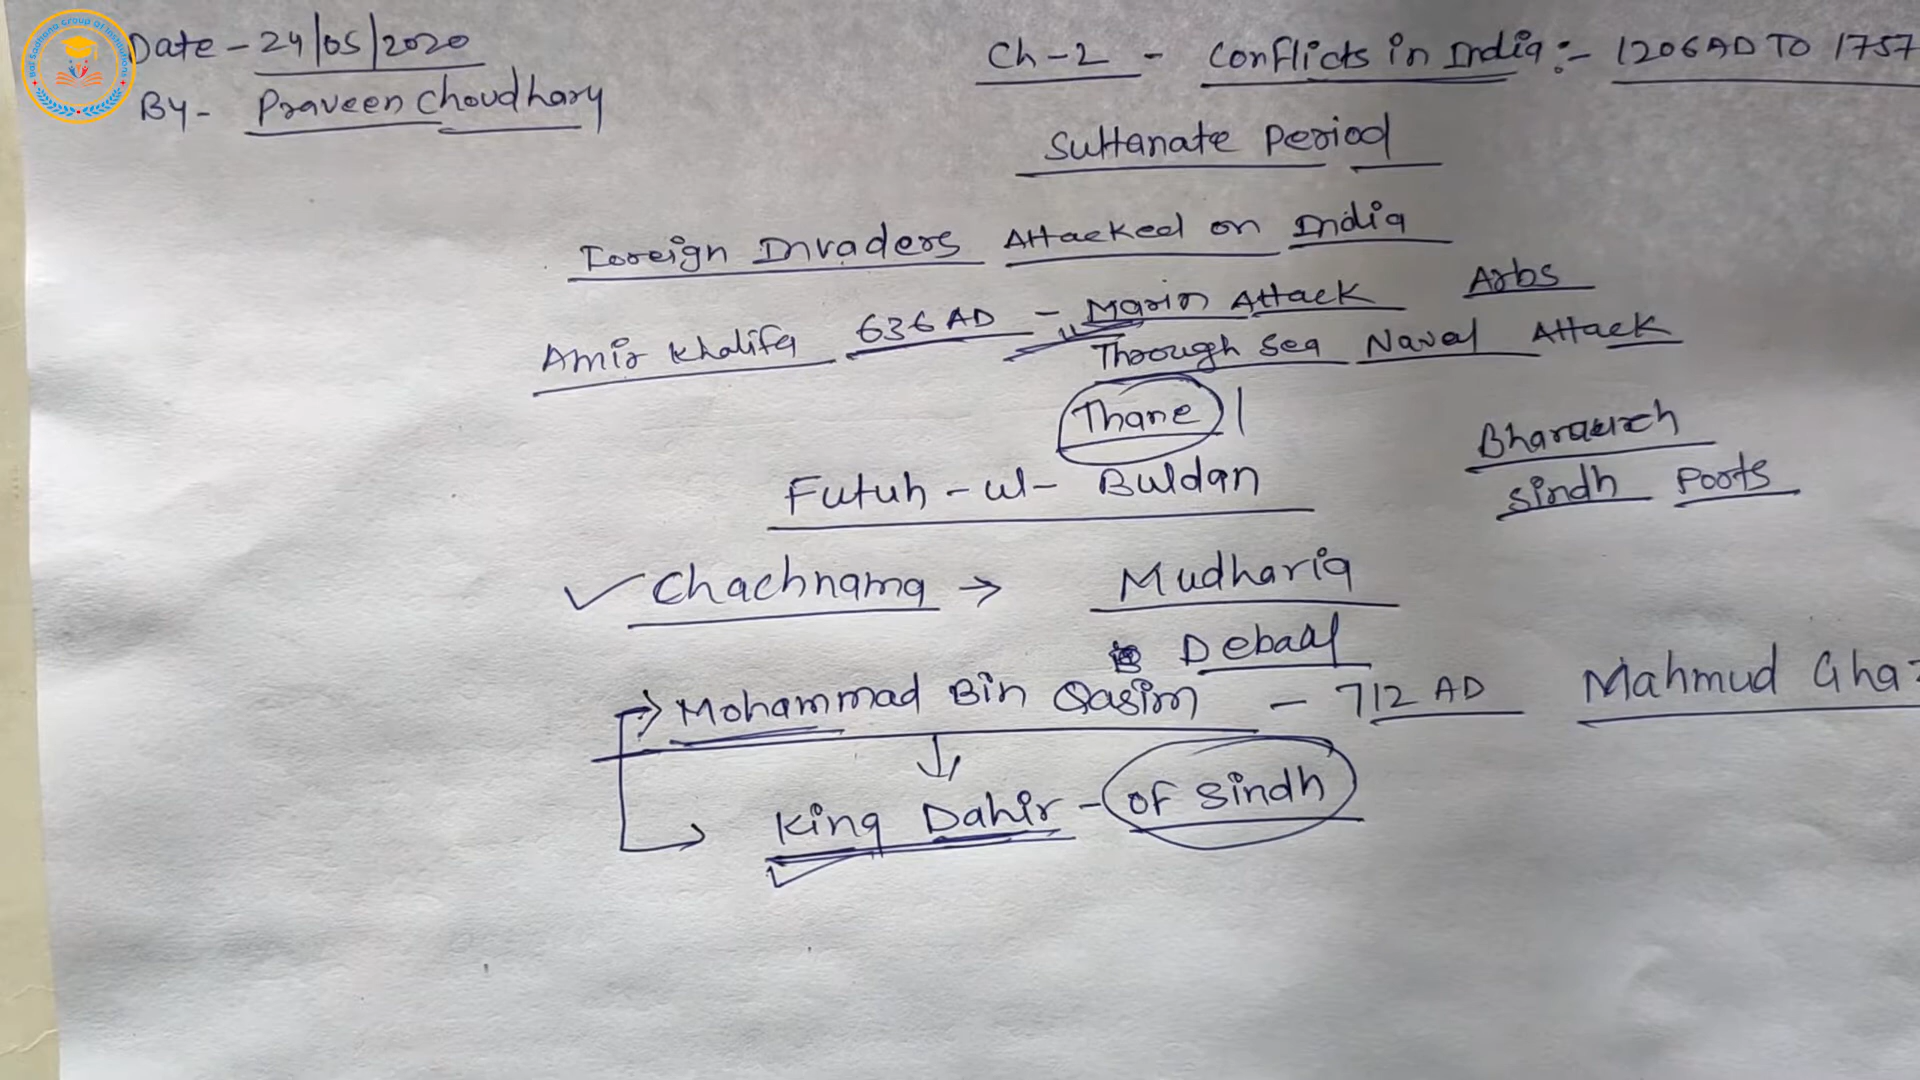 Date - 24/05/2020
By - Praveen Choudhary
Ch-2 - Conflicts in India :- 1206AD TO 1757
Sultanate Period
Foreign Invaders Attacked on India
Amir Khalifa 636 AD - Marin Attack Arbs
Through Sea Naval Attack
Thane
Bharauch
Sindh Ports
Futuh-ul-Buldan
Chachnama → Mudharia
Debaal
Mohammad Bin Qasim - 712 AD Mahmud Gha
King Dahir - of Sindh